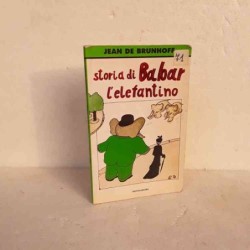 JEAN DE BRUNHOFF
storia di Babar
l'elefantino